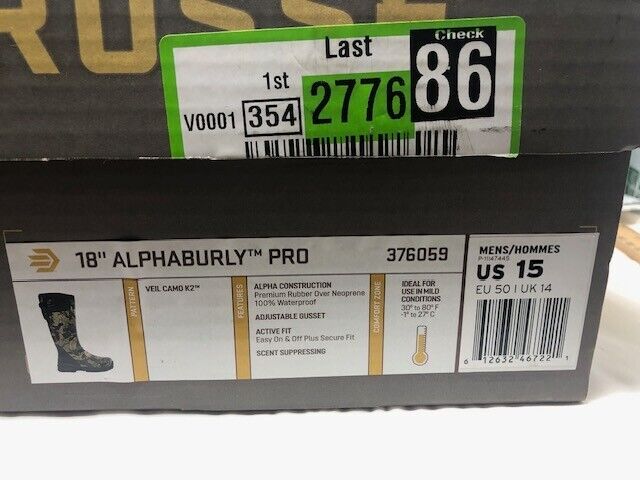 ROSSE
Last
Check
1st
86
V0001 354 2776
18" ALPHABURLY™ PRO 376059
PATTERN
VEIL CAMO K2™
FEATURES
ALPHA CONSTRUCTION
Premium Rubber Over Neoprene
100% Waterproof
ADJUSTABLE GUSSET
ACTIVE FIT
Easy On & Off Plus Secure Fit
SCENT SUPPRESSING
COMFORT ZONE
IDEAL FOR
USE IN MILD
CONDITIONS
30° to 80° F
-1° to 27° C
MENS/HOMMES
P-11147445
US 15
EU 50 | UK 14
6 12632 46722 1